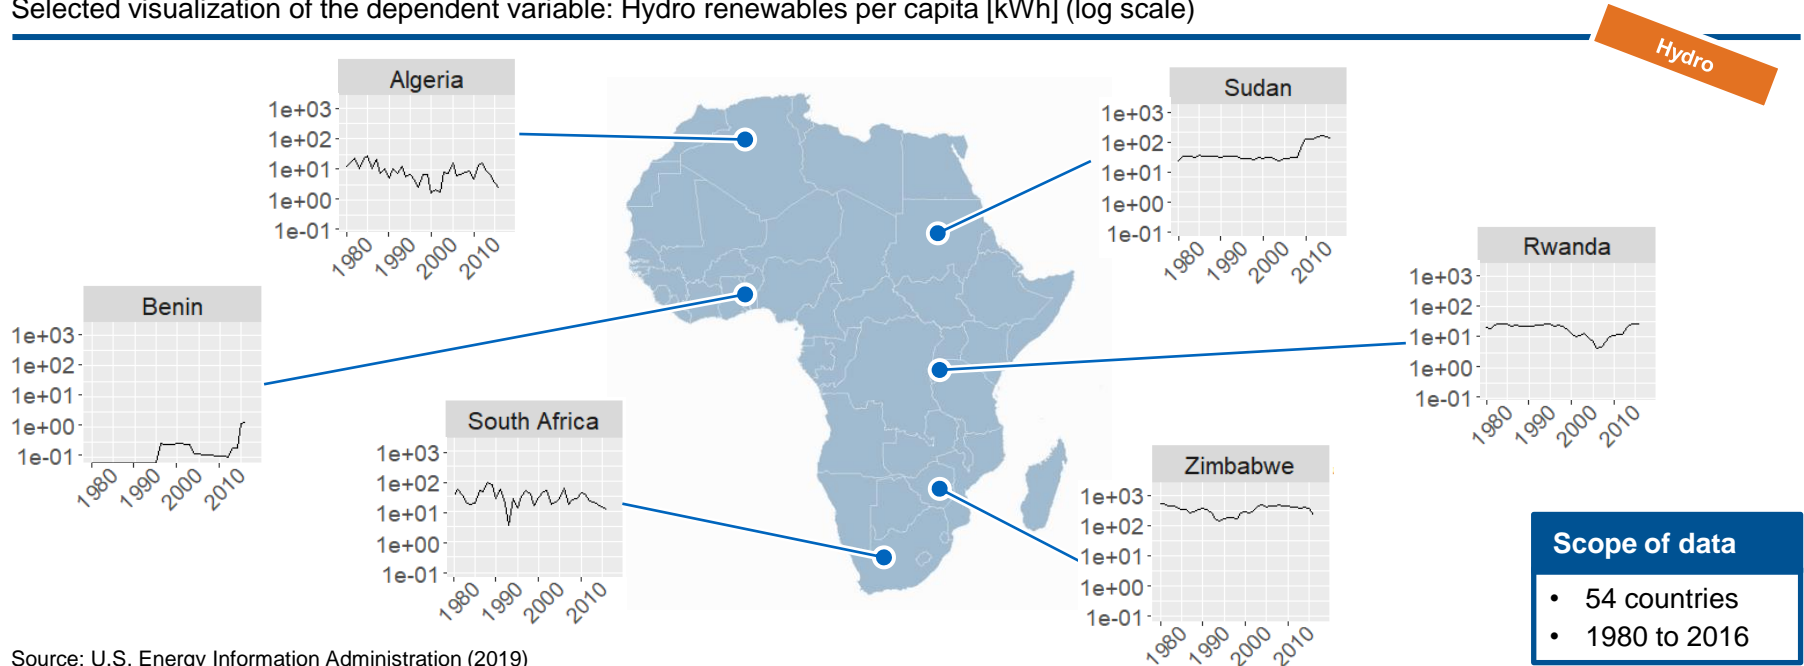 Selected visualization of the dependent variable: Hydro renewables per capita [kWh] (log scale)
Hydro
Algeria
1e+03
1e+02
1e+01
1e+00
1e-01
1980
1990
2000
2010
Sudan
1e+03
1e+02
1e+01
1e+00
1e-01
1980
1990
2000
2010
Rwanda
1e+03
1e+02
1e+01
1e+00
1e-01
1980
1990
2000
2010
Benin
1e+03
1e+02
1e+01
1e+00
1e-01
1980
1990
2000
2010
South Africa
1e+03
1e+02
1e+01
1e+00
1e-01
1980
1990
2000
2010
Zimbabwe
1e+03
1e+02
1e+01
1e+00
1e-01
1980
1990
2000
2010
Scope of data
• 54 countries
• 1980 to 2016
Source: U.S. Energy Information Administration (2019)